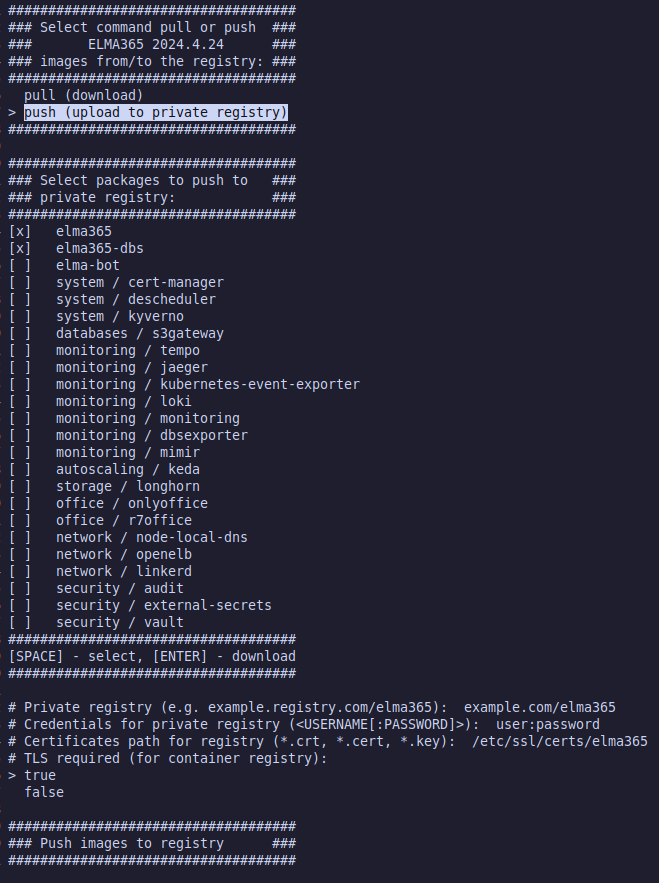 ####################################
### Select command pull or push  ###
###       ELMA365 2024.4.24      ###
### images from/to the registry: ###
####################################
  pull (download)
> push (upload to private registry)
####################################

####################################
### Select packages to push to   ###
### private registry:            ###
####################################
[x]   elma365
[x]   elma365-dbs
[ ]   elma-bot
[ ]   system / cert-manager
[ ]   system / descheduler
[ ]   system / kyverno
[ ]   databases / s3gateway
[ ]   monitoring / tempo
[ ]   monitoring / jaeger
[ ]   monitoring / kubernetes-event-exporter
[ ]   monitoring / loki
[ ]   monitoring / monitoring
[ ]   monitoring / dbsexporter
[ ]   monitoring / mimir
[ ]   autoscaling / keda
[ ]   storage / longhorn
[ ]   office / onlyoffice
[ ]   office / r7office
[ ]   network / node-local-dns
[ ]   network / openelb
[ ]   network / linkerd
[ ]   security / audit
[ ]   security / external-secrets
[ ]   security / vault
####################################
[SPACE] - select, [ENTER] - download
####################################

# Private registry (e.g. example.registry.com/elma365):  example.com/elma365
# Credentials for private registry (<USERNAME[:PASSWORD]>):  user:password
# Certificates path for registry (*.crt, *.cert, *.key):  /etc/ssl/certs/elma365
# TLS required (for container registry):
> true
  false

####################################
### Push images to registry      ###
####################################